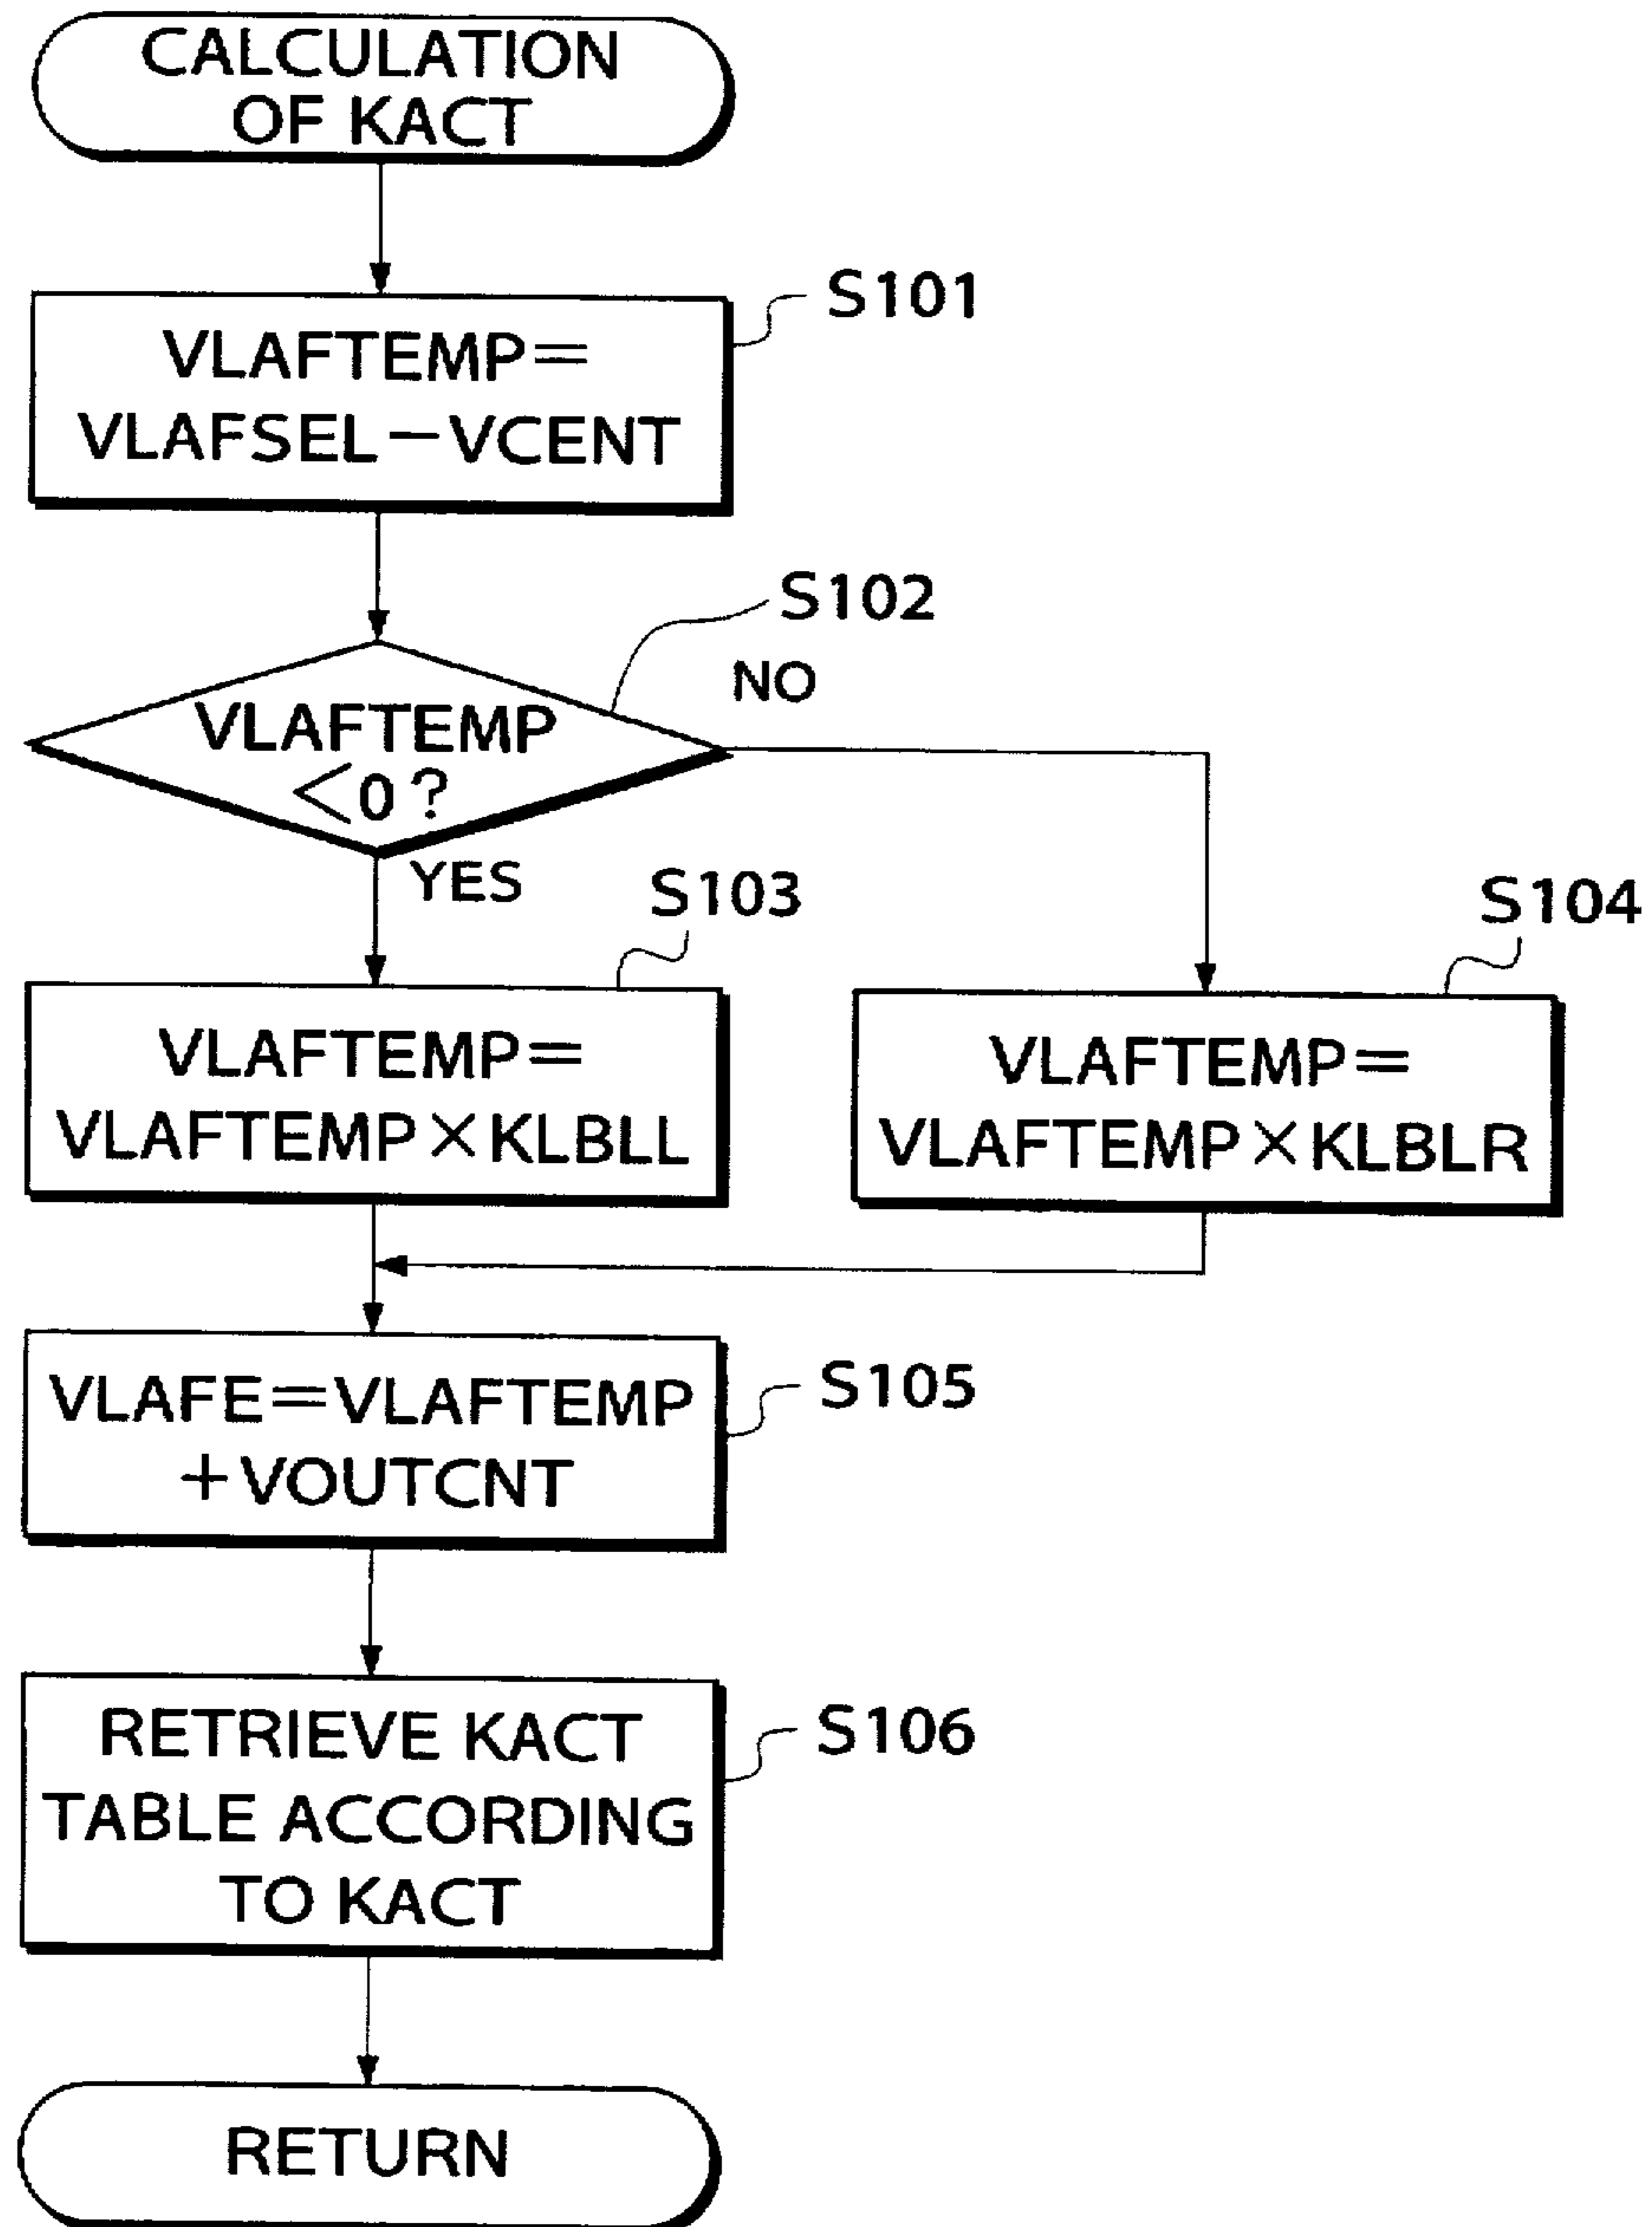 CALCULATION
OF KACT
S101
VLAFTEMP=
VLAFSEL-VCENT
S102
NO
VLAFTEMP
<0?
YES
S103
S104
VLAFTEMP=
VLAFTEMP×KLBLL
VLAFTEMP=
VLAFTEMP×KLBLR
VLAFE=VLAFTEMP
+VOUTCNT
S105
RETRIEVE KACT
TABLE ACCORDING
TO KACT
S106
RETURN